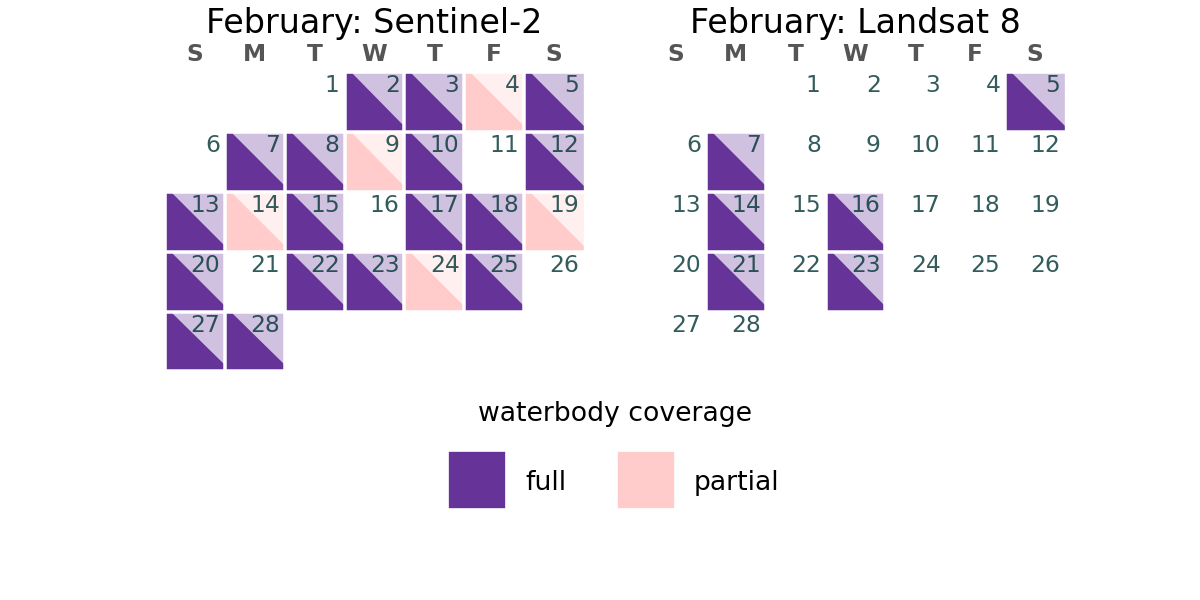 February: Sentinel-2
S M T W T F S
1 2 3 4 5
6 7 8 9 10 11 12
13 14 15 16 17 18 19
20 21 22 23 24 25 26
27 28
February: Landsat 8
S M T W T F S
1 2 3 4 5
6 7 8 9 10 11 12
13 14 15 16 17 18 19
20 21 22 23 24 25 26
27 28
waterbody coverage
full partial